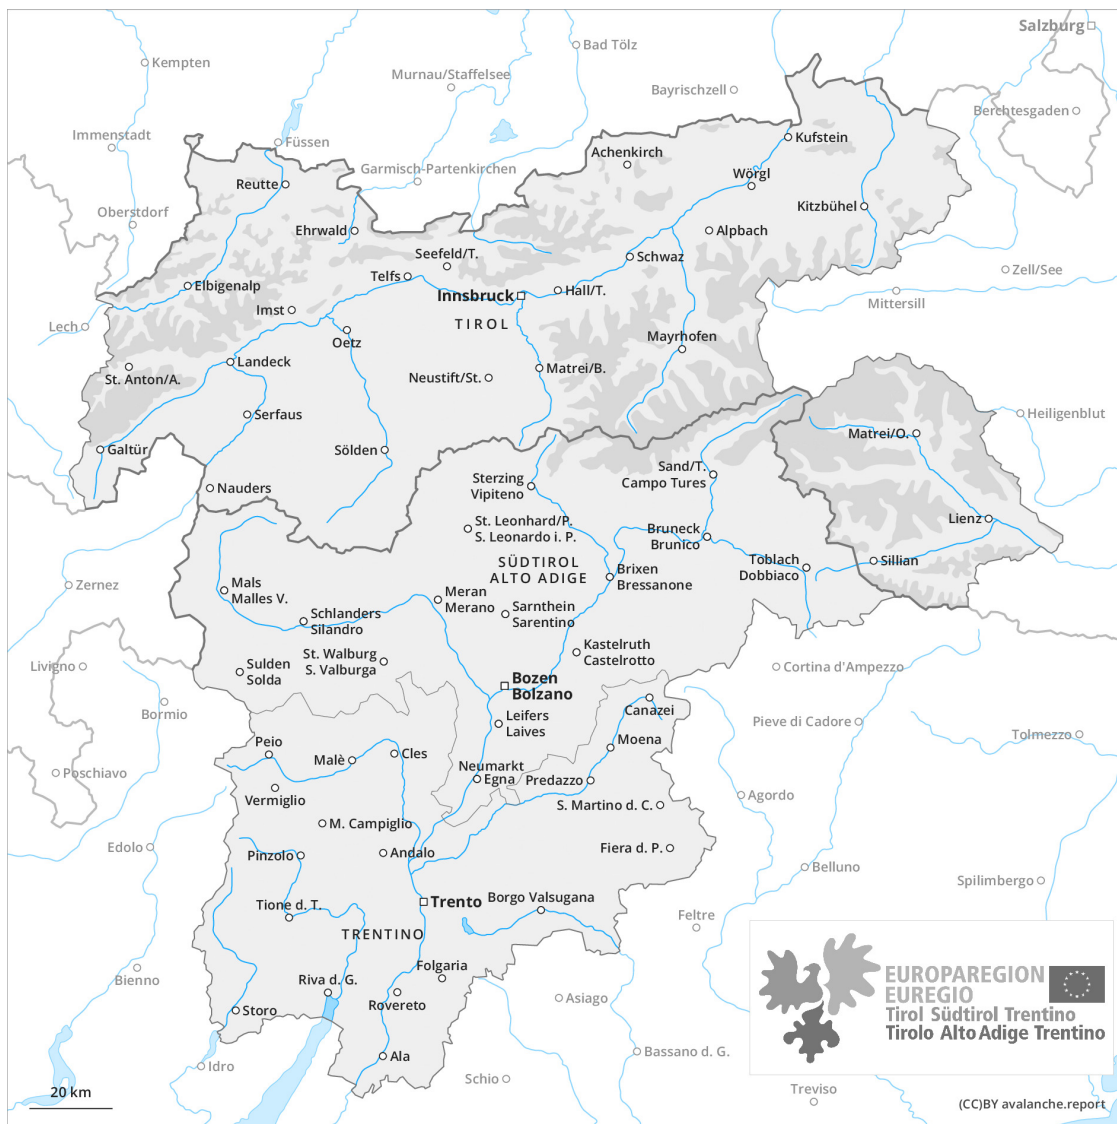 Salzburg
Bad Tölz
Kempten
Murnau/Staffelsee
Bayrischzell
Berchtesgaden
Immenstadt
Füssen
Kufstein
Achenkirch
Garmisch-Partenkirchen
Wörgl
Reutte
Kitzbühel
Oberstdorf
Ehrwald
Alpbach
Seefeld/T.
Schwaz
Telfs
Zell/See
Elbigenalp
Hall/T.
Innsbruck
Mittersill
Imst
TIROL
Lech
Oetz
Mayrhofen
Landeck
Matrei/B.
St. Anton/A.
Neustift/St.
Serfaus
Heiligenblut
Matrei/O.
Galtür
Sölden
Sand/T.
Campo Tures
Sterzing
Vipiteno
Nauders
Lienz
St. Leonhard/P.
S. Leonardo i. P.
Bruneck
Brunico
SÜDTIROL
ALTO ADIGE
Toblach
Dobbiaco
Sillian
Brixen
Bressanone
Zernez
Mals
Malles V.
Meran
Merano
Schlanders
Silandro
Sarnthein
Sarentino
Kastelruth
Castelrotto
St. Walburg
S. Valburga
Livigno
Sulden
Solda
Cortina d'Ampezzo
Bozen
Bolzano
Canazei
Bormio
Leifers
Laives
Pieve di Cadore
Tolmezzo
Moena
Peio
Cles
Malè
Neumarkt
Egna
Predazzo
Poschiavo
Vermiglio
Agordo
S. Martino d. C.
M. Campiglio
Edolo
Pinzolo
Andalo
Fiera d. P.
Belluno
Spilimbergo
Borgo Valsugana
Trento
Tione d. T.
Feltre
TRENTINO
Bienno
Folgaria
Riva d. G.
Rovereto
Asiago
Storo
EUROPAREGION
EUREGIO
Tirol Südtirol Trentino
Tirolo Alto Adige Trentino
Ala
Bassano d. G.
Idro
Schio
Treviso
20 km
(CC)BY avalanche.report